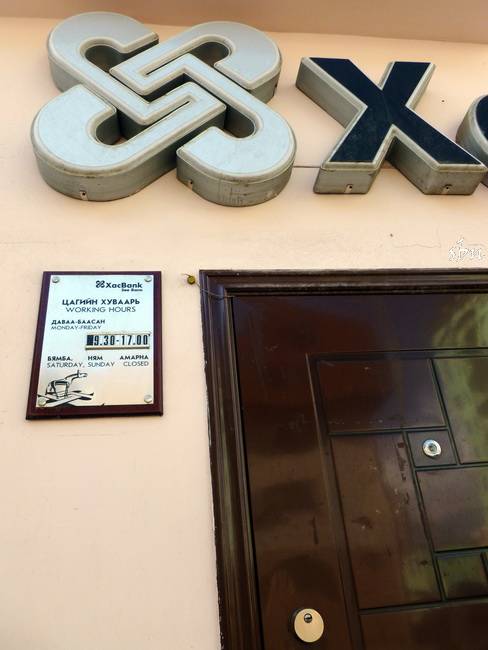 X
XacBank
ЦАГИЙН ХУВААРЬ
WORKING HOURS
ДАВАА-БААСАН
MONDAY-FRIDAY
9.30-17.00
БЯМБА, НЯМ АМАРНА
SATURDAY, SUNDAY CLOSED